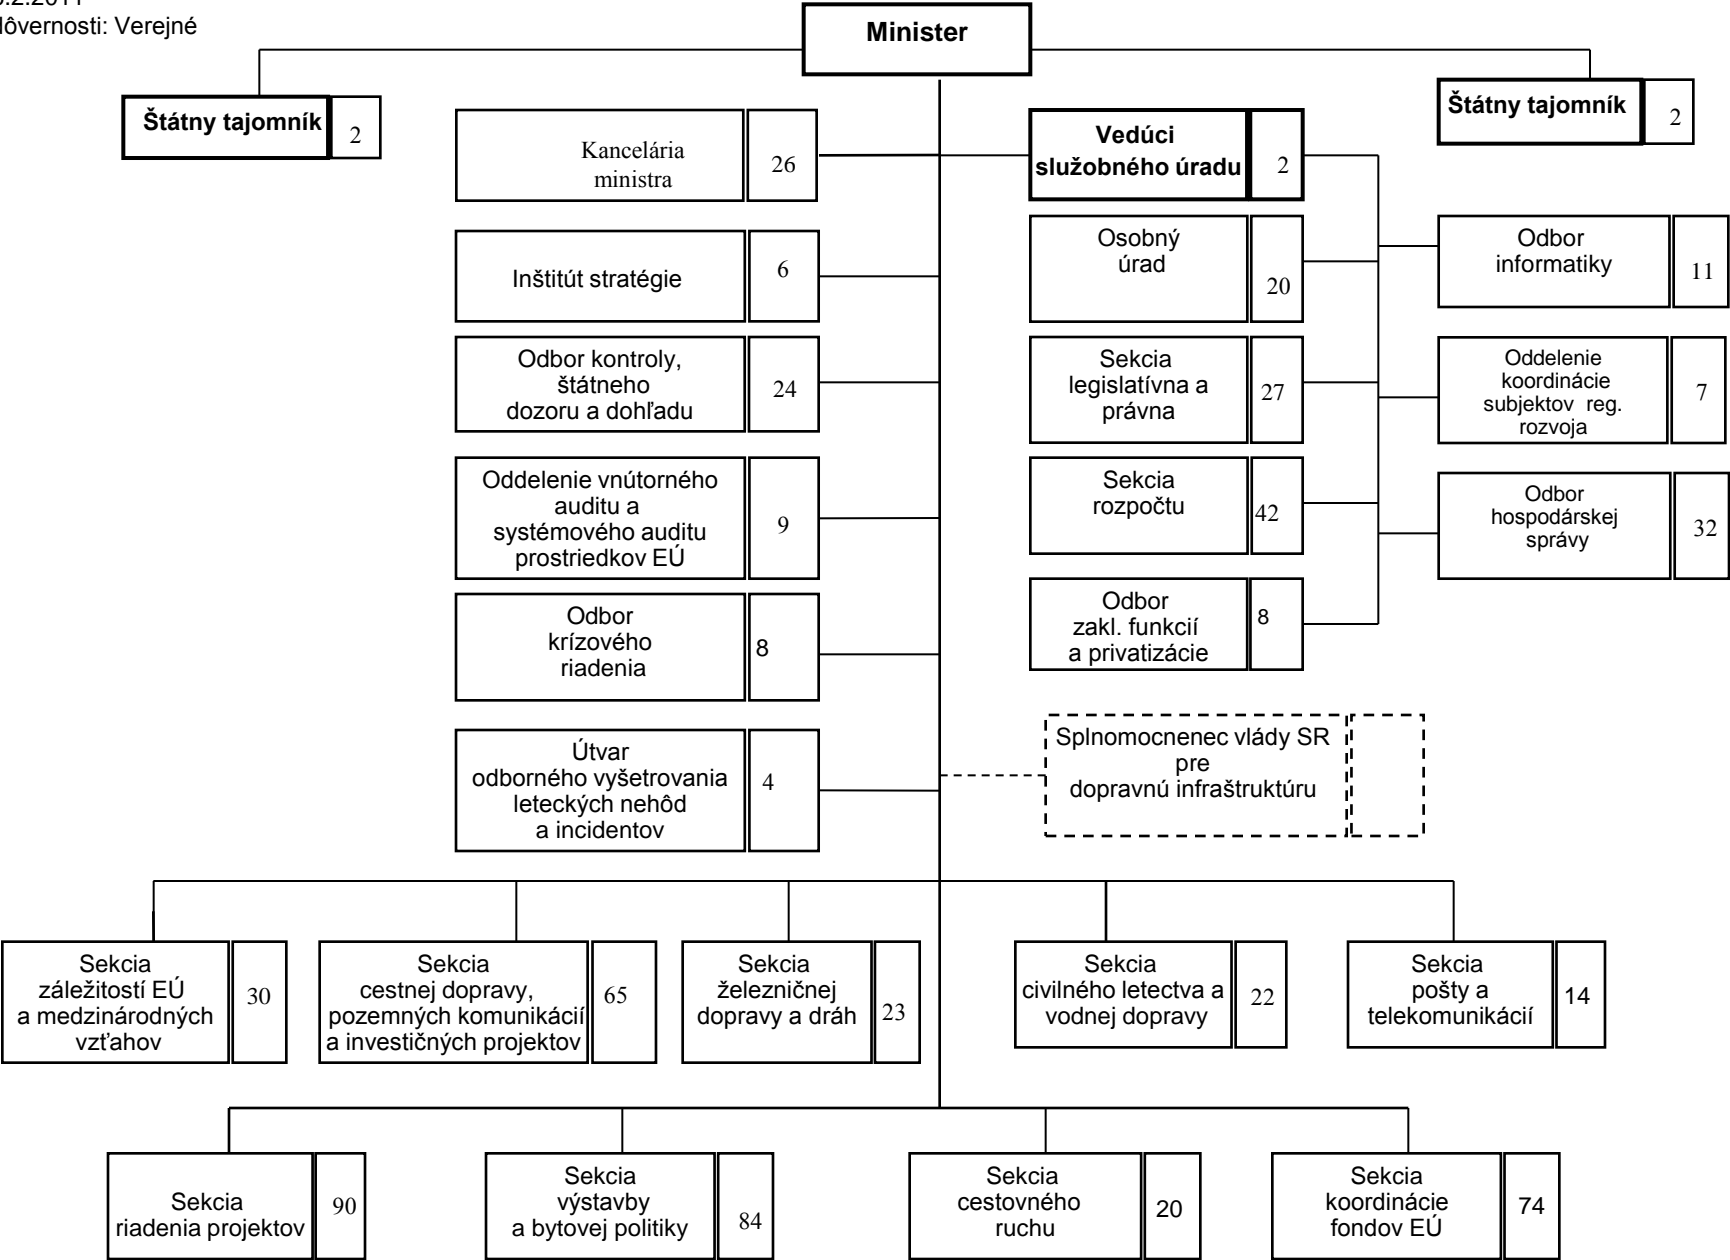 Verejné
Minister
Štátny tajomník
2
Štátny tajomník
2
Kancelária
ministra
26
Vedúci
služobného úradu
2
Inštitút stratégie
6
Osobný
úrad
20
Odbor
informatiky
11
Odbor kontroly,
štátneho
dozoru a dohľadu
24
Sekcia
legislatívna a
právna
27
Oddelenie
koordinácie
subjektov reg.
rozvoja
7
Oddelenie vnútorného
auditu a
systémového auditu
prostriedkov EÚ
9
Sekcia
rozpočtu
42
Odbor
hospodárskej
správy
32
Odbor
krízového
riadenia
8
Odbor
zakl. funkcií
a privatizácie
8
Útvar
odborného vyšetrovania
leteckých nehôd
a incidentov
4
Splnomocnenec vlády SR
pre
dopravnú infraštruktúru
Sekcia
záležitostí EÚ
a medzinárodných
vzťahov
30
Sekcia
cestnej dopravy,
pozemných komunikácií
a investičných projektov
65
Sekcia
železničnej
dopravy a dráh
23
Sekcia
civilného letectva a
vodnej dopravy
22
Sekcia
pošty a
telekomunikácií
14
Sekcia
riadenia projektov
90
Sekcia
výstavby
a bytovej politiky
84
Sekcia
cestovného
ruchu
20
Sekcia
koordinácie
fondov EÚ
74